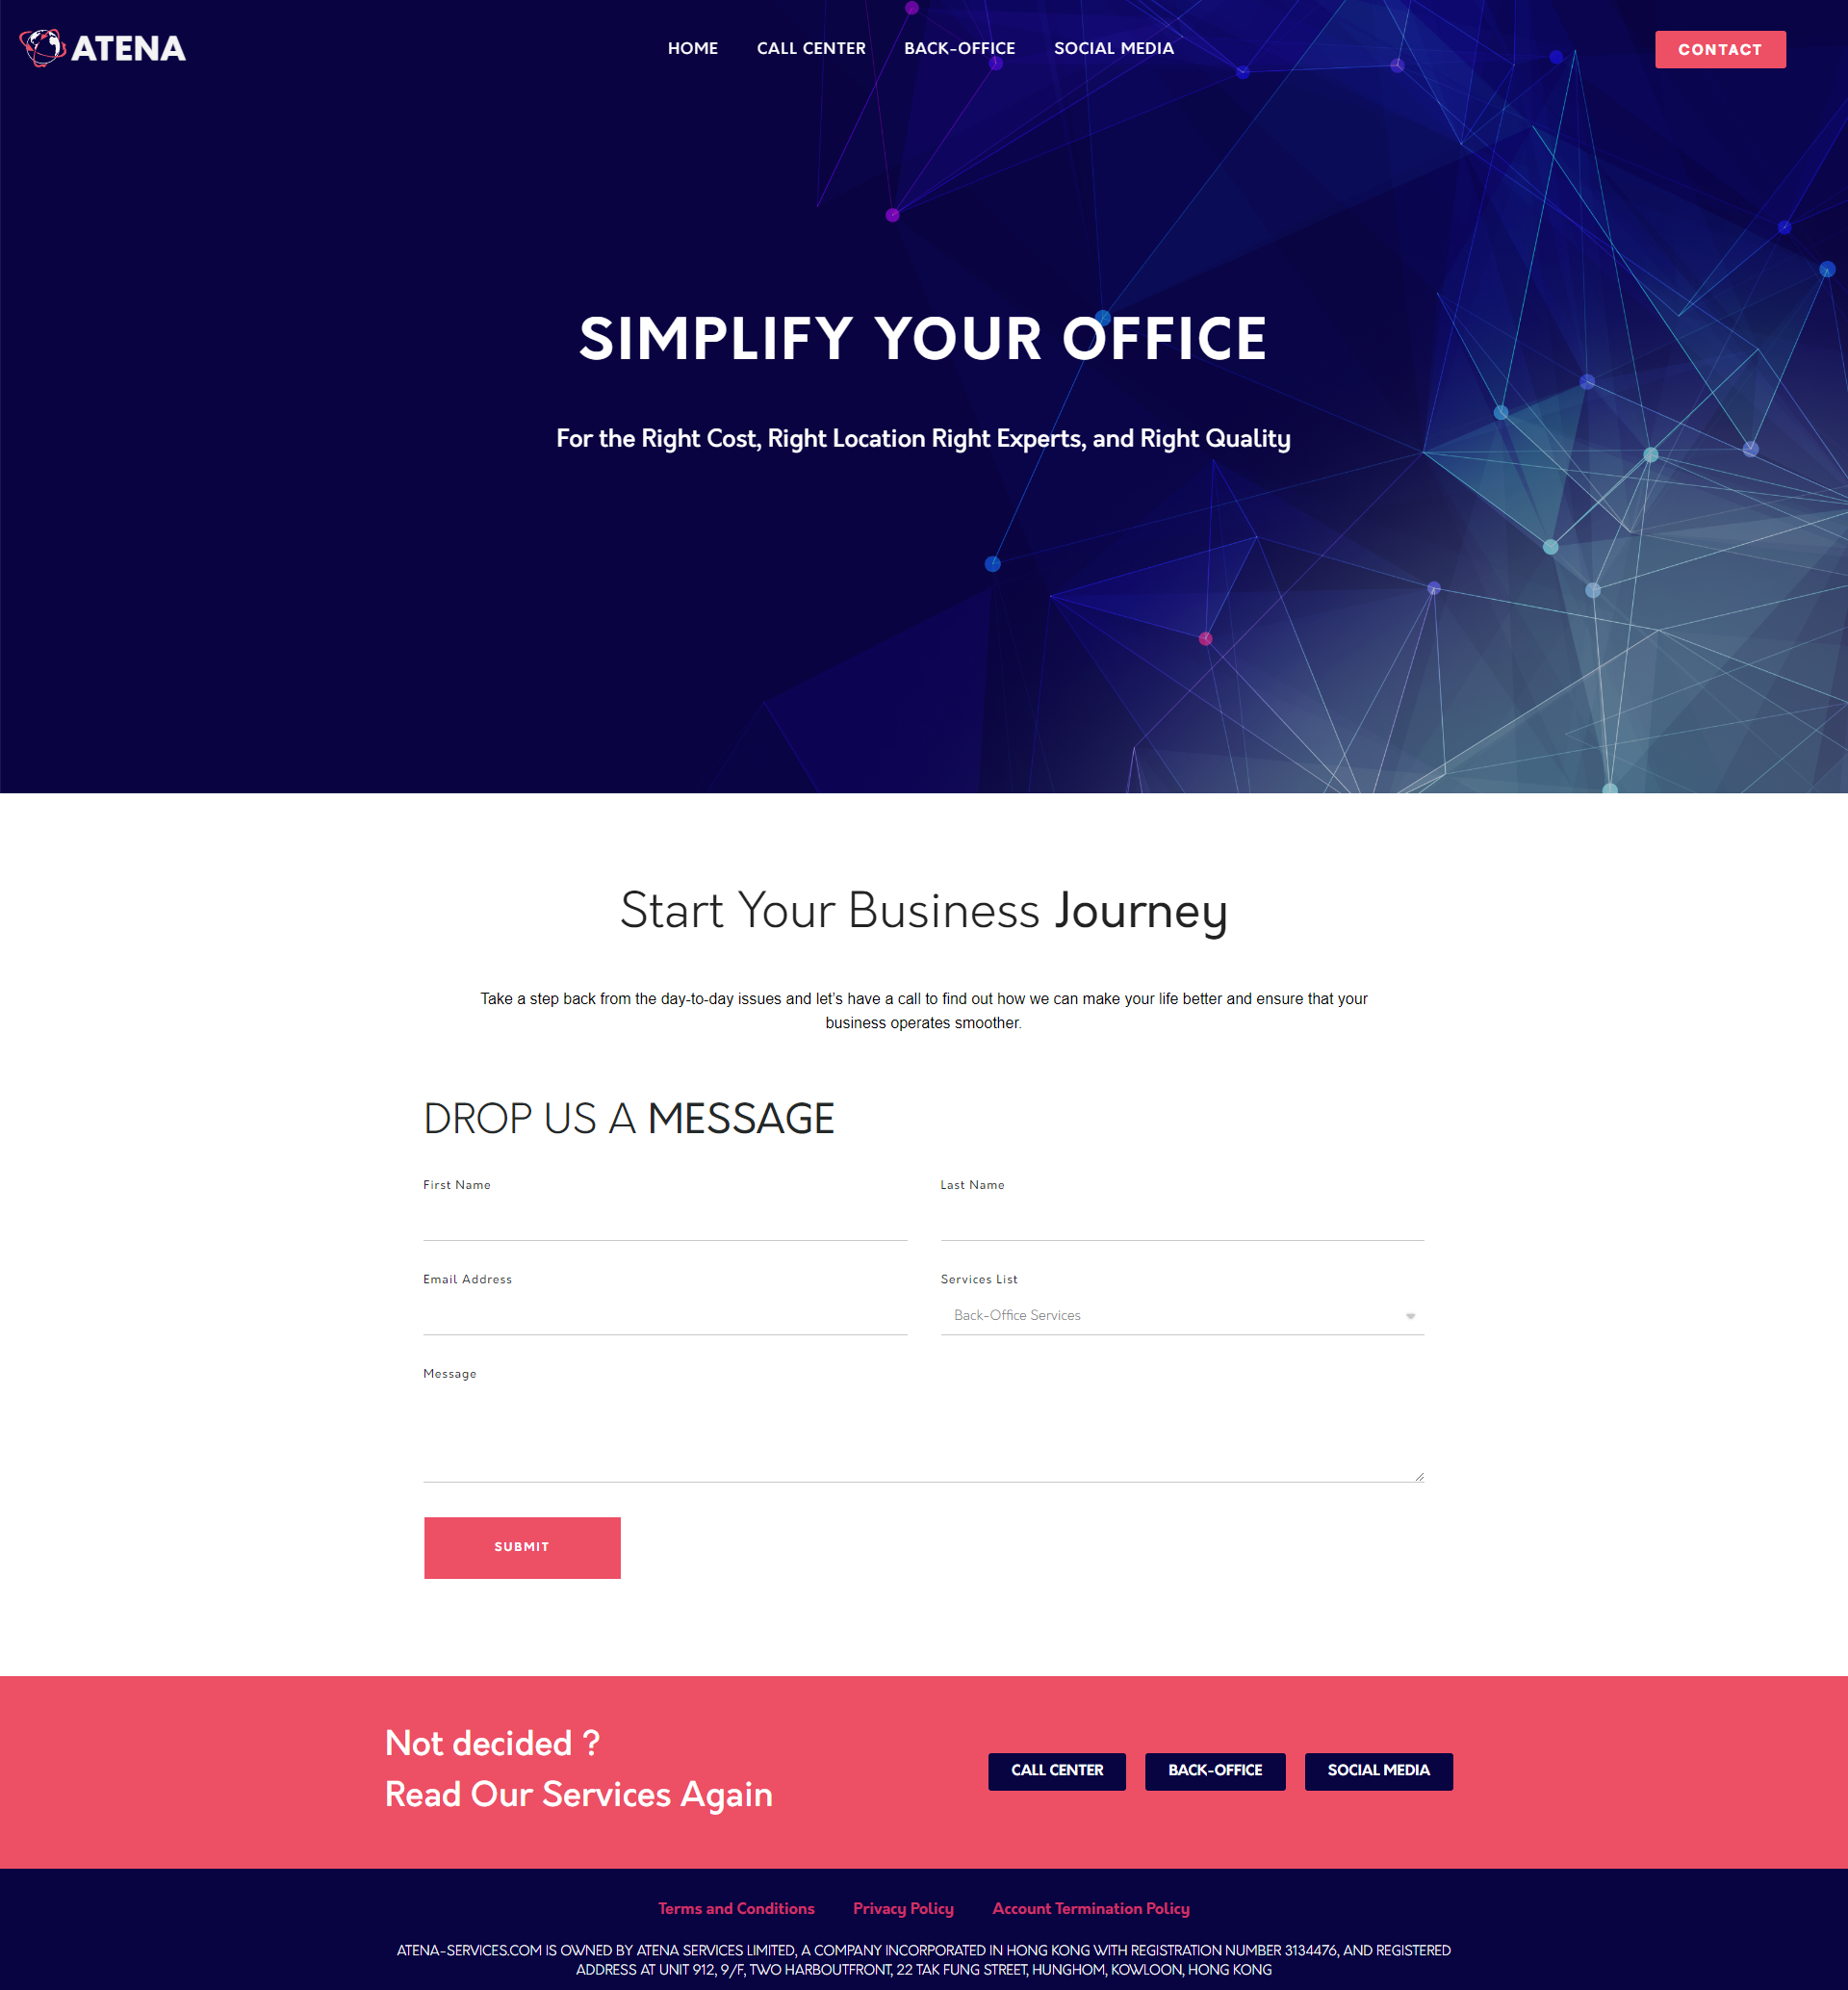 ATENA
HOME CALL CENTER BACK-OFFICE SOCIAL MEDIA
CONTACT
SIMPLIFY YOUR OFFICE
For the Right Cost, Right Location Right Experts, and Right Quality
Start Your Business Journey
Take a step back from the day-to-day issues and let’s have a call to find out how we can make your life better and ensure that your
business operates smoother.
DROP US A MESSAGE
First Name Last Name
Email Address Services List
Back-Office Services
Message
SUBMIT
Not decided ?
Read Our Services Again
CALL CENTER BACK-OFFICE SOCIAL MEDIA
Terms and Conditions Privacy Policy Account Termination Policy
ATENA-SERVICES.COM IS OWNED BY ATENA SERVICES LIMITED, A COMPANY INCORPORATED IN HONG KONG WITH REGISTRATION NUMBER 3134476, AND REGISTERED
ADDRESS AT UNIT 912, 9/F, TWO HARBOUTFRONT, 22 TAK FUNG STREET, HUNGHOM, KOWLOON, HONG KONG